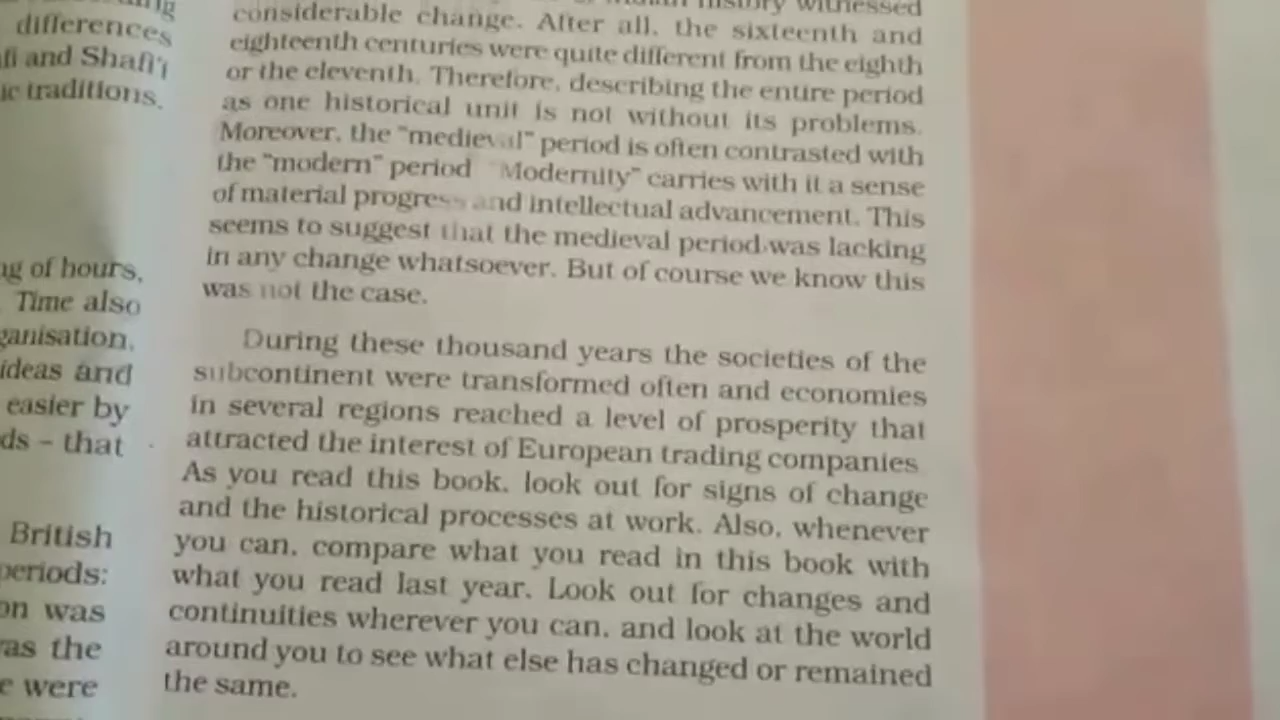 differences
and Shafi'i
traditions.
of hours,
Time also
ideas and
easier by
– that
British
periods:
was
the
were
history witnessed
considerable change. After all, the sixteenth and
eighteenth centuries were quite different from the eighth
or the eleventh. Therefore, describing the entire period
as one historical unit is not without its problems.
Moreover, the "medieval" period is often contrasted with
the "modern" period "Modernity" carries with it a sense
of material progress and intellectual advancement. This
seems to suggest that the medieval period was lacking
in any change whatsoever. But of course we know this
was not the case.
During these thousand years the societies of the
subcontinent were transformed often and economies
in several regions reached a level of prosperity that
attracted the interest of European trading companies
As you read this book, look out for signs of change
and the historical processes at work. Also, whenever
you can, compare what you read in this book with
what you read last year. Look out for changes and
continuities wherever you can, and look at the world
around you to see what else has changed or remained
the same.